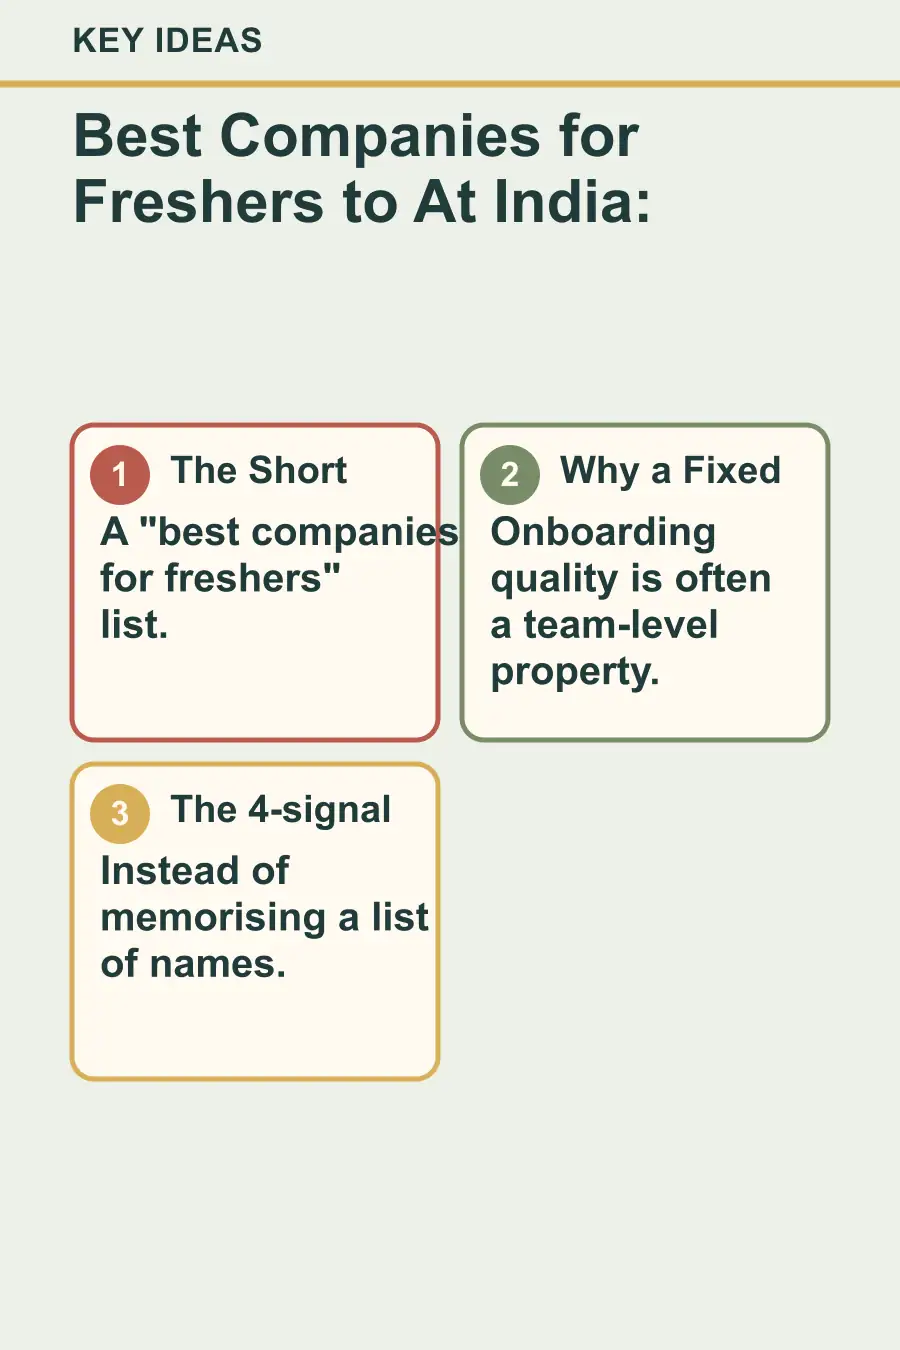 KEY IDEAS
Best Companies for
Freshers to At India:
1 The Short
A "best companies
for freshers"
list.
2 Why a Fixed
Onboarding
quality is often
a team-level
property.
3 The 4-signal
Instead of
memorising a list
of names.